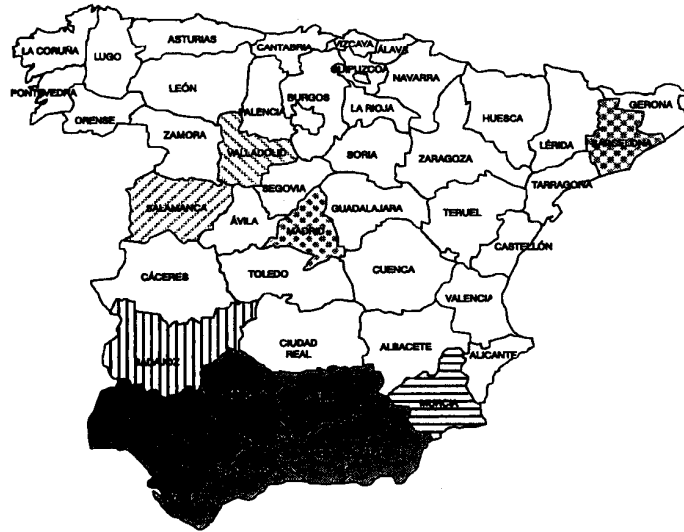 LA CORUÑA
LUGO
ASTURIAS
CANTABRIA
VIZCAYA
GUIPUZCOA
ÁLAVA
NAVARRA
PONTEVEDRA
ORENSE
LEÓN
PALENCIA
BURGOS
LA RIOJA
HUESCA
LÉRIDA
GERONA
BARCELONA
ZAMORA
VALLADOLID
SORIA
ZARAGOZA
TARRAGONA
SALAMANCA
ÁVILA
SEGOVIA
MADRID
GUADALAJARA
TERUEL
CASTELLÓN
CÁCERES
TOLEDO
CUENCA
VALENCIA
BADAJOZ
CIUDAD
REAL
ALBACETE
ALICANTE
MURCIA